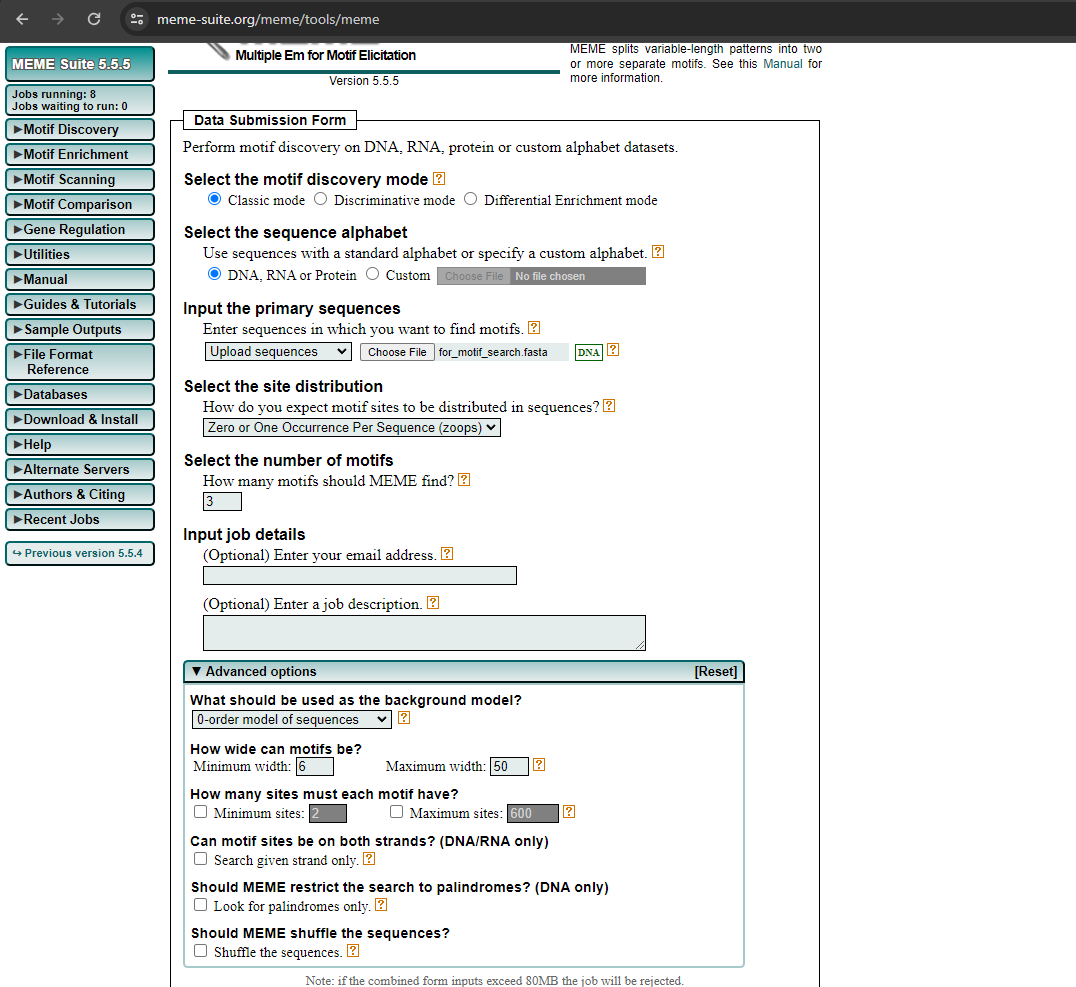 meme-suite.org/meme/tools/meme
MEME Suite 5.5.5
Jobs running: 8
Jobs waiting to run: 0
►Motif Discovery
►Motif Enrichment
►Motif Scanning
►Motif Comparison
►Gene Regulation
►Utilities
►Manual
►Guides & Tutorials
►Sample Outputs
►File Format
Reference
►Databases
►Download & Install
►Help
►Alternate Servers
►Authors & Citing
►Recent Jobs
↪ Previous version 5.5.4
Multiple Em for Motif Elicitation
Version 5.5.5
MEME splits variable-length patterns into two
or more separate motifs. See this Manual for
more information.
Data Submission Form
Perform motif discovery on DNA, RNA, protein or custom alphabet datasets.
Select the motif discovery mode ?
Classic mode Discriminative mode Differential Enrichment mode
Select the sequence alphabet
Use sequences with a standard alphabet or specify a custom alphabet. ?
DNA, RNA or Protein Custom Choose File No file chosen
Input the primary sequences
Enter sequences in which you want to find motifs. ?
Upload sequences Choose File for_motif_search.fasta DNA ?
Select the site distribution
How do you expect motif sites to be distributed in sequences? ?
Zero or One Occurrence Per Sequence (zoops)
Select the number of motifs
How many motifs should MEME find? ?
3
Input job details
(Optional) Enter your email address. ?
(Optional) Enter a job description. ?
▼ Advanced options [Reset]
What should be used as the background model?
0-order model of sequences ?
How wide can motifs be?
Minimum width: 6 Maximum width: 50 ?
How many sites must each motif have?
Minimum sites: 2 Maximum sites: 600 ?
Can motif sites be on both strands? (DNA/RNA only)
Search given strand only. ?
Should MEME restrict the search to palindromes? (DNA only)
Look for palindromes only. ?
Should MEME shuffle the sequences?
Shuffle the sequences. ?
Note: if the combined form inputs exceed 80MB the job will be rejected.